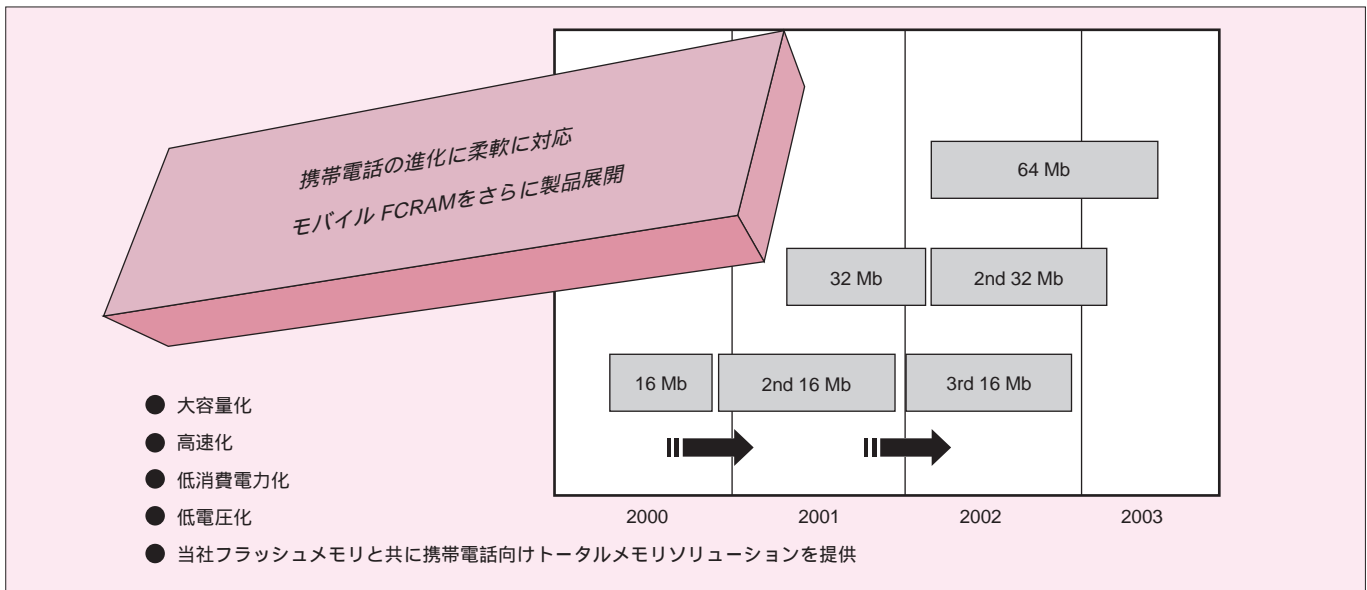 携帯電話の進化に柔軟に対応
モバイル FCRAMをさらに製品展開
64 Mb
32 Mb
2nd 32 Mb
16 Mb
2nd 16 Mb
3rd 16 Mb
2000
2001
2002
2003
● 大容量化
● 高速化
● 低消費電力化
● 低電圧化
● 当社フラッシュメモリと共に携帯電話向けトータルメモリソリューションを提供